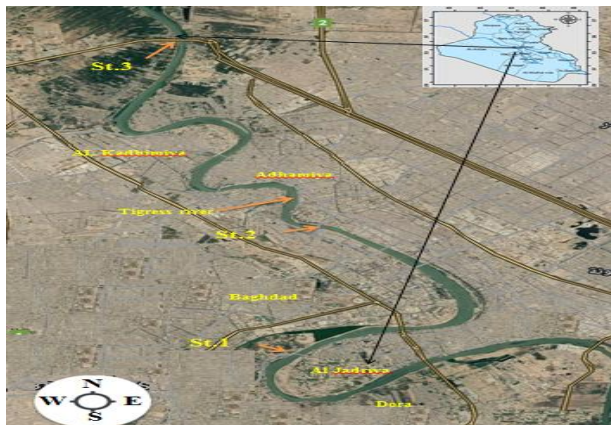 2
St.3
AL Kadhimiya
Adhamiya
Tigress river
St.2
Baghdad
St.1
Al Jadriya
Dora
N
W E
S